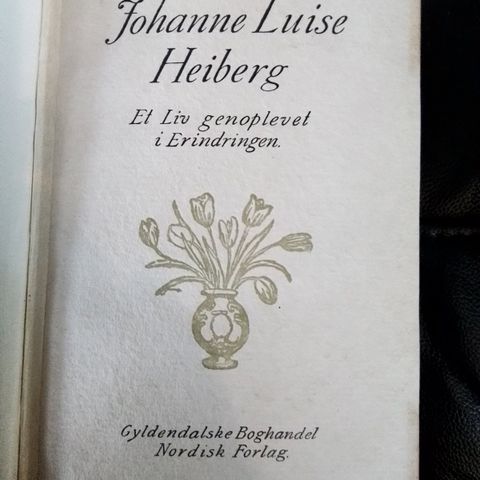 Johanne Luise
Heiberg
Et Liv genoplevet
i Erindringen.
Gyldendalske Boghandel
Nordisk Forlag.